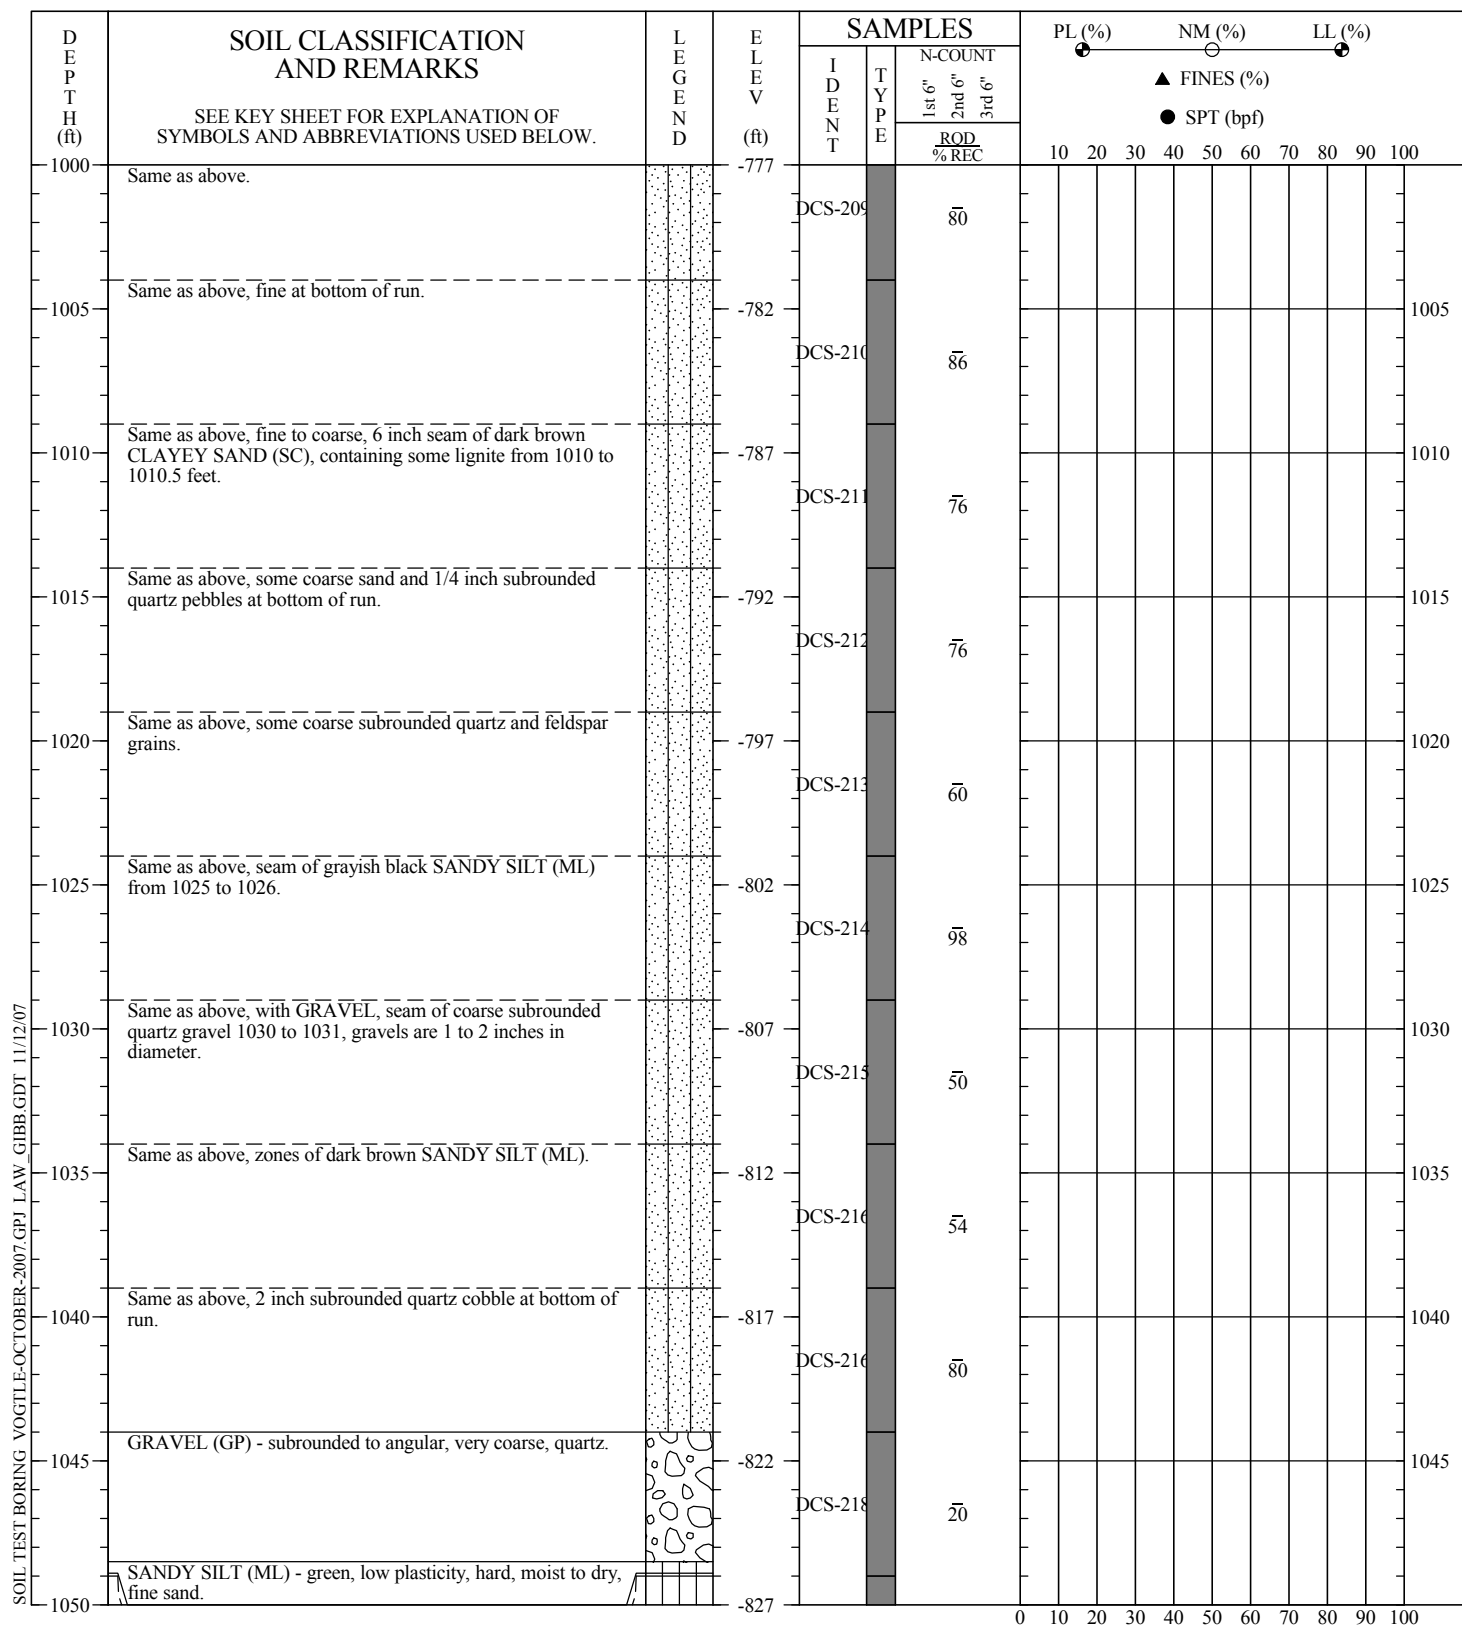 DEPTH (ft)
SOIL CLASSIFICATION
AND REMARKS
SEE KEY SHEET FOR EXPLANATION OF
SYMBOLS AND ABBREVIATIONS USED BELOW.
LEGEND
ELEV (ft)
SAMPLES
IDENT
TYPE
N-COUNT
1st 6"
2nd 6"
3rd 6"
RQD
% REC
PL (%) NM (%) LL (%)
▲ FINES (%)
● SPT (bpf)
10 20 30 40 50 60 70 80 90 100
1000 Same as above. -777
DCS-209 80
Same as above, fine at bottom of run.
1005 -782 1005
DCS-210 86
Same as above, fine to coarse, 6 inch seam of dark brown
1010 CLAYEY SAND (SC), containing some lignite from 1010 to -787 1010
1010.5 feet.
DCS-211 76
Same as above, some coarse sand and 1/4 inch subrounded
1015 quartz pebbles at bottom of run. -792 1015
DCS-212 76
Same as above, some coarse subrounded quartz and feldspar
1020 grains. -797 1020
DCS-213 60
Same as above, seam of grayish black SANDY SILT (ML)
1025 from 1025 to 1026. -802 1025
DCS-214 98
Same as above, with GRAVEL, seam of coarse subrounded
1030 quartz gravel 1030 to 1031, gravels are 1 to 2 inches in -807 1030
diameter.
DCS-215 50
Same as above, zones of dark brown SANDY SILT (ML).
1035 -812 1035
DCS-216 54
Same as above, 2 inch subrounded quartz cobble at bottom of
1040 run. -817 1040
DCS-216 80
GRAVEL (GP) - subrounded to angular, very coarse, quartz.
1045 -822 1045
DCS-218 20
SANDY SILT (ML) - green, low plasticity, hard, moist to dry,
fine sand.
1050 -827
0 10 20 30 40 50 60 70 80 90 100
SOIL TEST BORING VOGTLE-OCTOBER-2007.GPJ LAW_GIBB.GDT 11/12/07